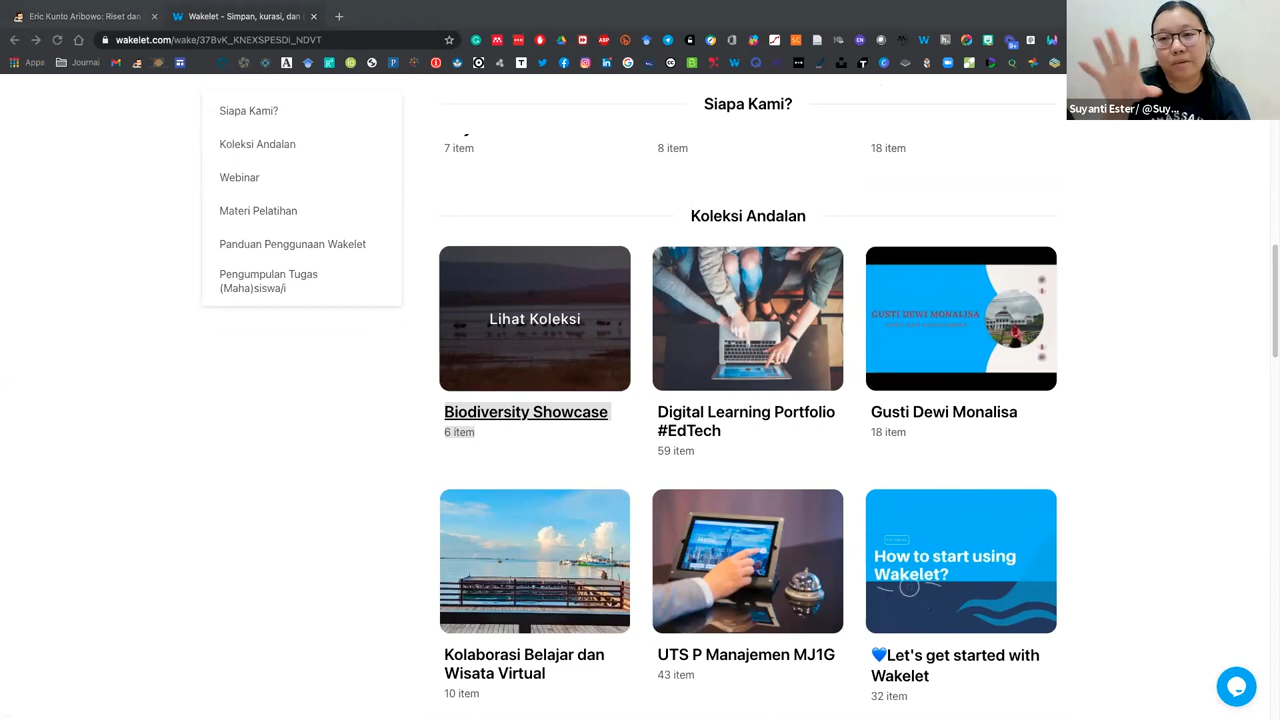 Eric Kunto Aribowo: Riset dan
Wakelet - Simpan, kurasi, dan
wakelet.com/wake/37BvK_KNEXSPESDi_NDVT
Apps
Journal
Suyanti Ester/ @Suy...
Siapa Kami?
Koleksi Andalan
Webinar
Materi Pelatihan
Panduan Penggunaan Wakelet
Pengumpulan Tugas
(Maha)siswa/i
Siapa Kami?
7 item
8 item
18 item
Koleksi Andalan
Lihat Koleksi
Biodiversity Showcase
6 item
Digital Learning Portfolio
#EdTech
59 item
GUSTI DEWI MONALISA
Gusti Dewi Monalisa
18 item
Kolaborasi Belajar dan
Wisata Virtual
10 item
UTS P Manajemen MJ1G
43 item
TUTORIAL
How to start using
Wakelet?
💙Let's get started with
Wakelet
32 item